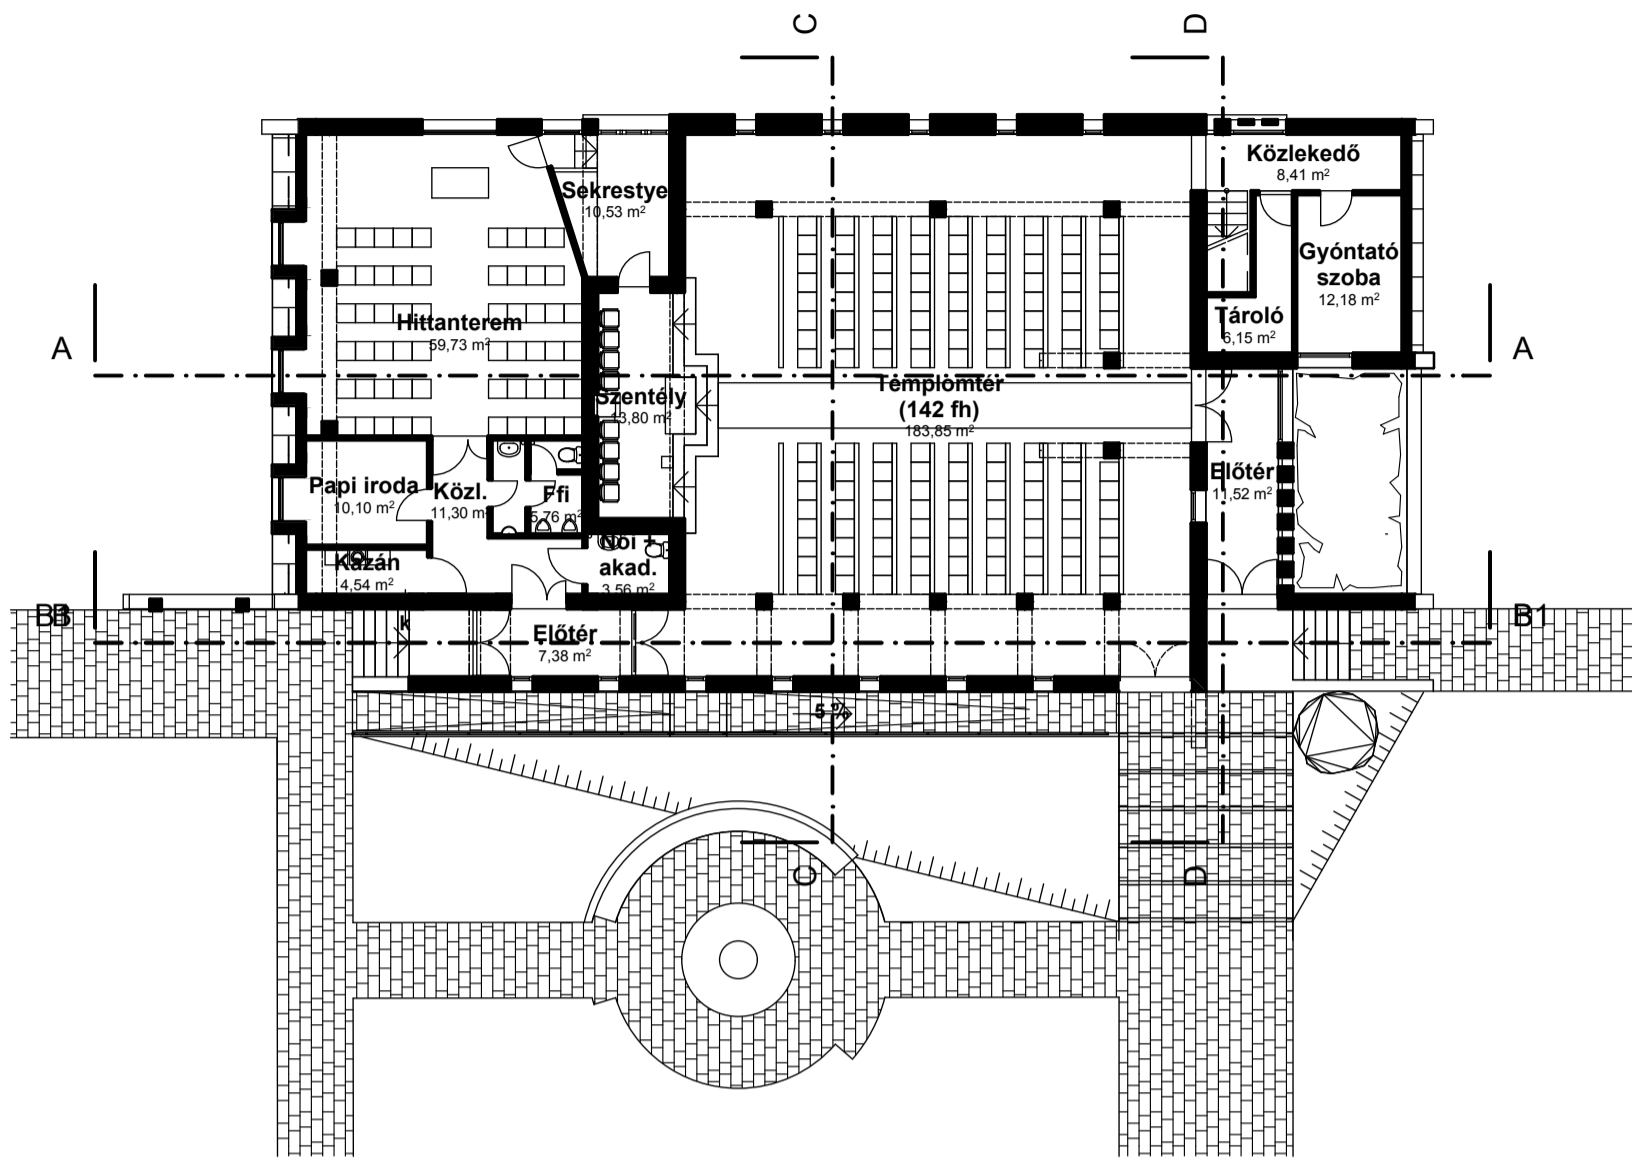 C
D
Közlekedő
8,41 m²
Sekrestye
10,53 m²
Gyóntató
szoba
12,18 m²
Hittanterem
59,73 m²
Tároló
6,15 m²
A
A
Szentély
13,80 m²
Templomtér
(142 fh)
183,85 m²
Papi iroda
10,10 m²
Közl.
11,30 m²
Ffi
5,76 m²
Előtér
11,52 m²
Női +
akad.
3,56 m²
Kazán
4,54 m²
B1
k
Előtér
7,38 m²
5 %
C
D